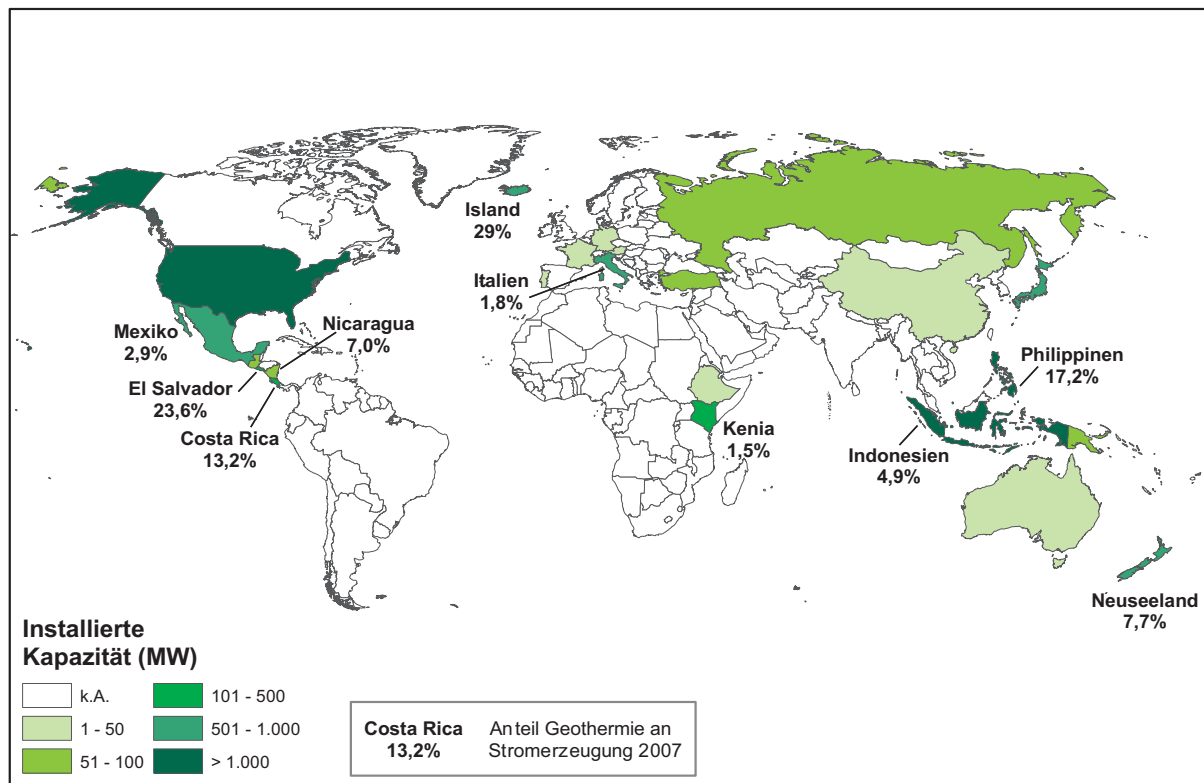 Island
29%
Italien
1,8%
Mexiko
2,9%
Nicaragua
7,0%
El Salvador
23,6%
Costa Rica
13,2%
Kenia
1,5%
Philippinen
17,2%
Indonesien
4,9%
Neuseeland
7,7%
Installierte
Kapazität (MW)
k.A.
1 - 50
51 - 100
101 - 500
501 - 1.000
> 1.000
Costa Rica
13,2%
Anteil Geothermie an
Stromerzeugung 2007